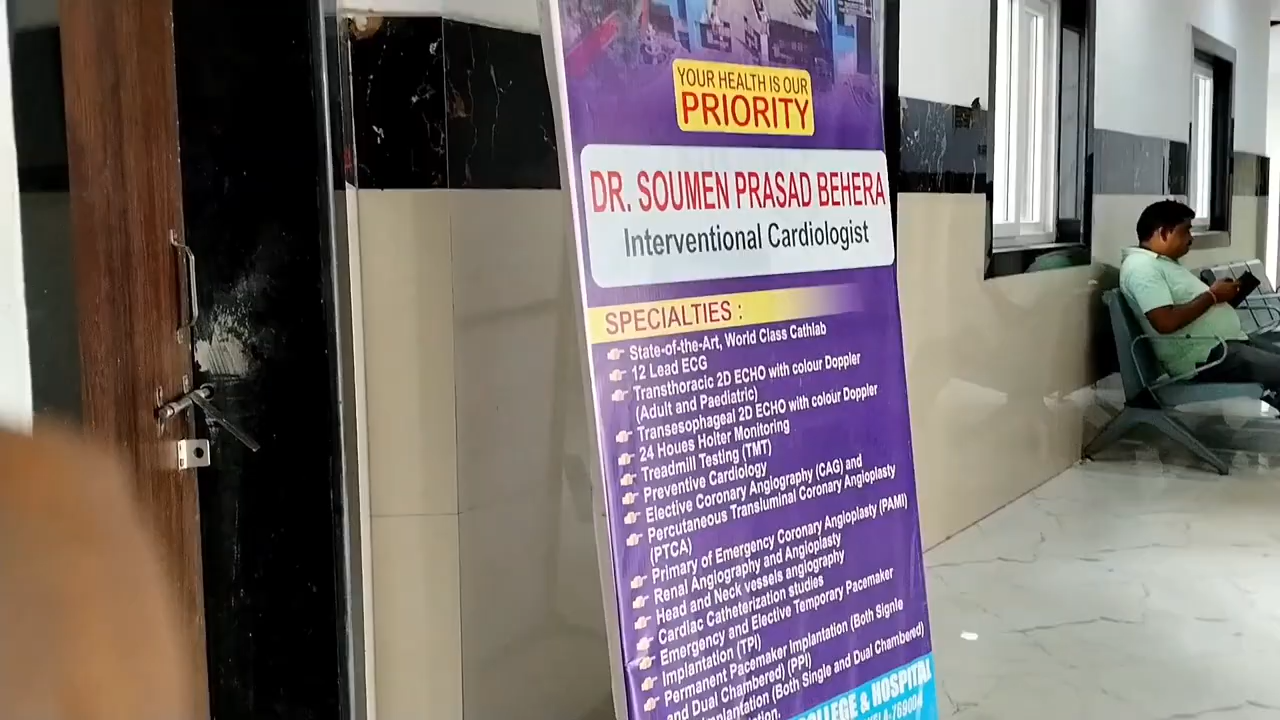 YOUR HEALTH IS OUR
PRIORITY
DR. SOUMEN PRASAD BEHERA
Interventional Cardiologist
SPECIALTIES :
State-of-the-Art, World Class Cathlab
12 Lead ECG
Transthoracic 2D ECHO with colour Doppler
(Adult and Paediatric)
Transesophageal 2D ECHO with colour Doppler
24 Houes Holter Monitoring
Treadmill Testing (TMT)
Preventive Cardiology
Elective Coronary Angiography (CAG) and
Percutaneous Transluminal Coronary Angioplasty
(PTCA)
Primary of Emergency Coronary Angioplasty (PAMI)
Renal Angiography and Angioplasty
Head and Neck vessels angiography
Cardiac Catheterization studies
Emergency and Elective Temporary Pacemaker
Implantation (TPI)
Permanent Pacemaker Implantation (Both Signle
and Dual Chambered) (PPI)
Implantation (Both Single and Dual Chambered)
COLLEGE & HOSPITAL